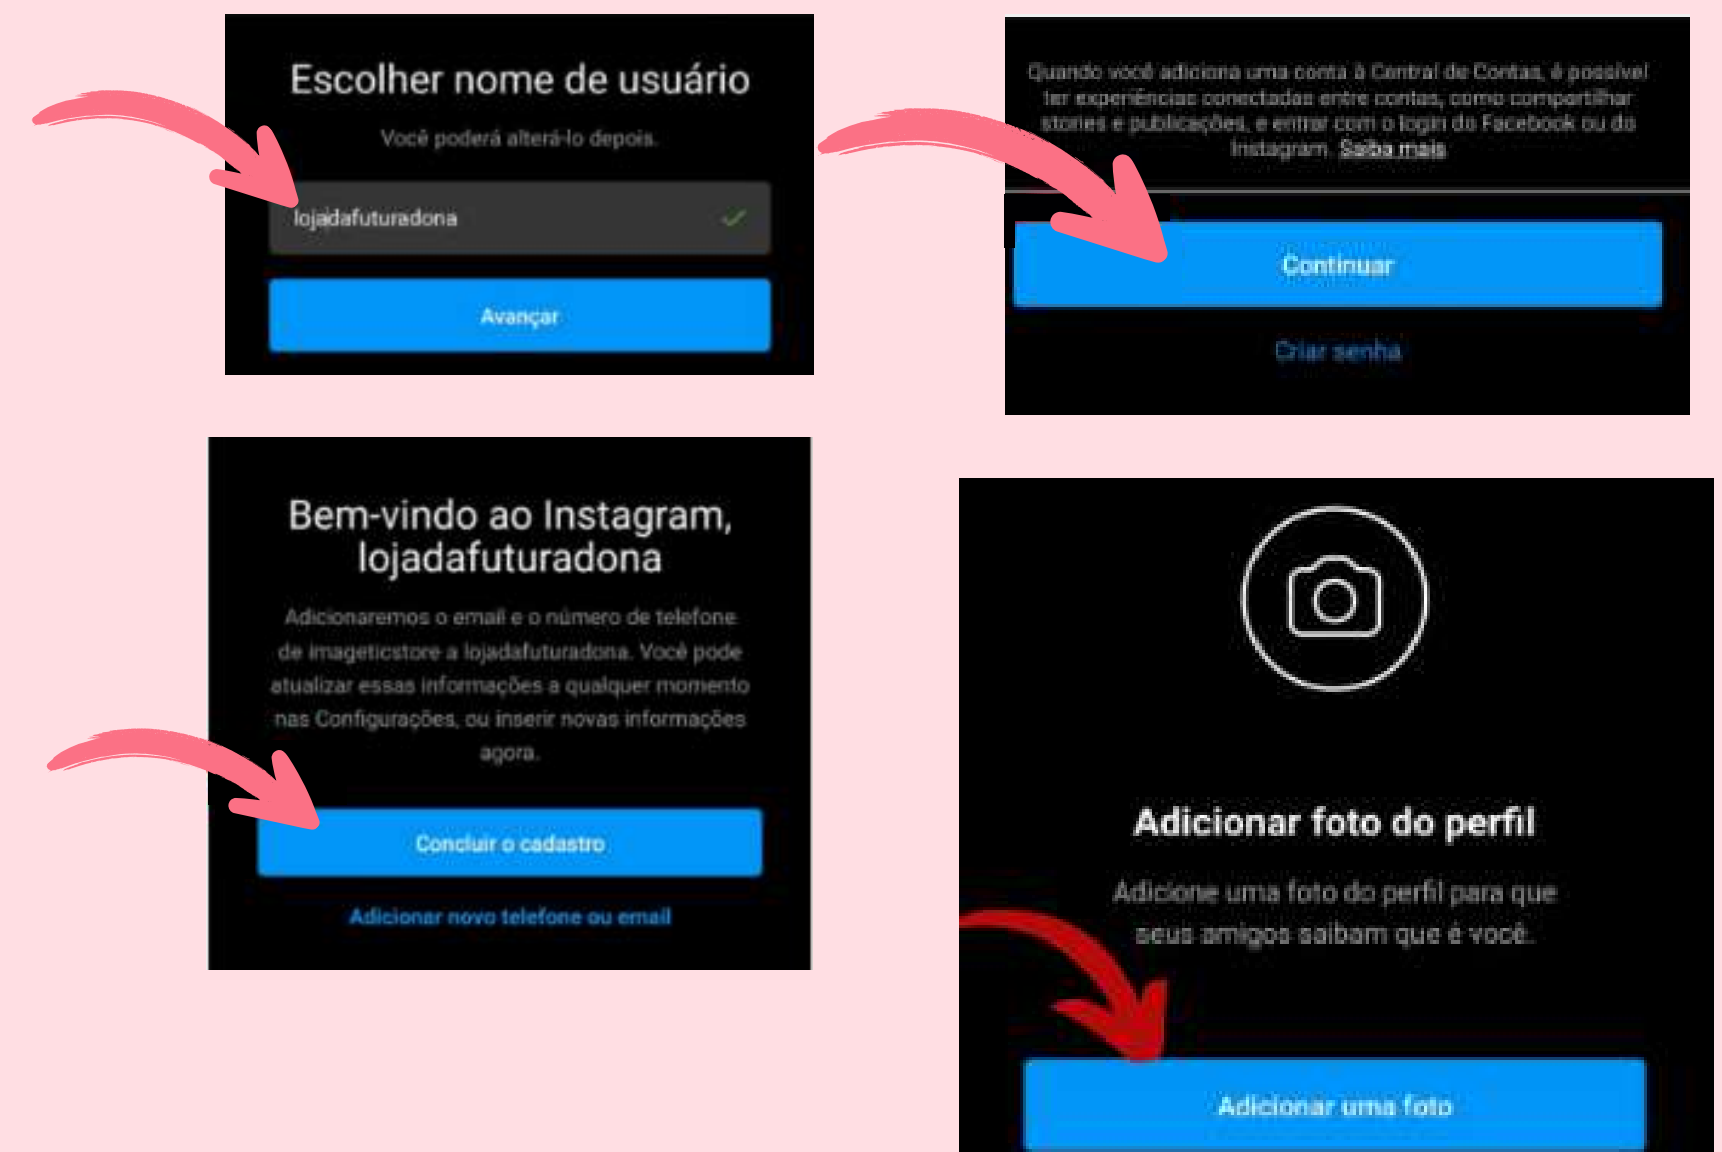 Escolher nome de usuário
Você poderá alterá-lo depois.
lojadafuturadona
Avançar
Quando você adiciona uma conta à Central de Contas, é possível
ter experiências conectadas entre contas, como compartilhar
stories e publicações, e entrar com o login do Facebook ou do
Instagram. Saiba mais
Continuar
Criar senha
Bem-vindo ao Instagram,
lojadafuturadona
Adicionaremos o email e o número de telefone
de imageticstore a lojadafuturadona. Você pode
atualizar essas informações a qualquer momento
nas Configurações, ou inserir novas informações
agora.
Concluir o cadastro
Adicionar novo telefone ou email
Adicionar foto do perfil
Adicione uma foto do perfil para que
seus amigos saibam que é você.
Adicionar uma foto